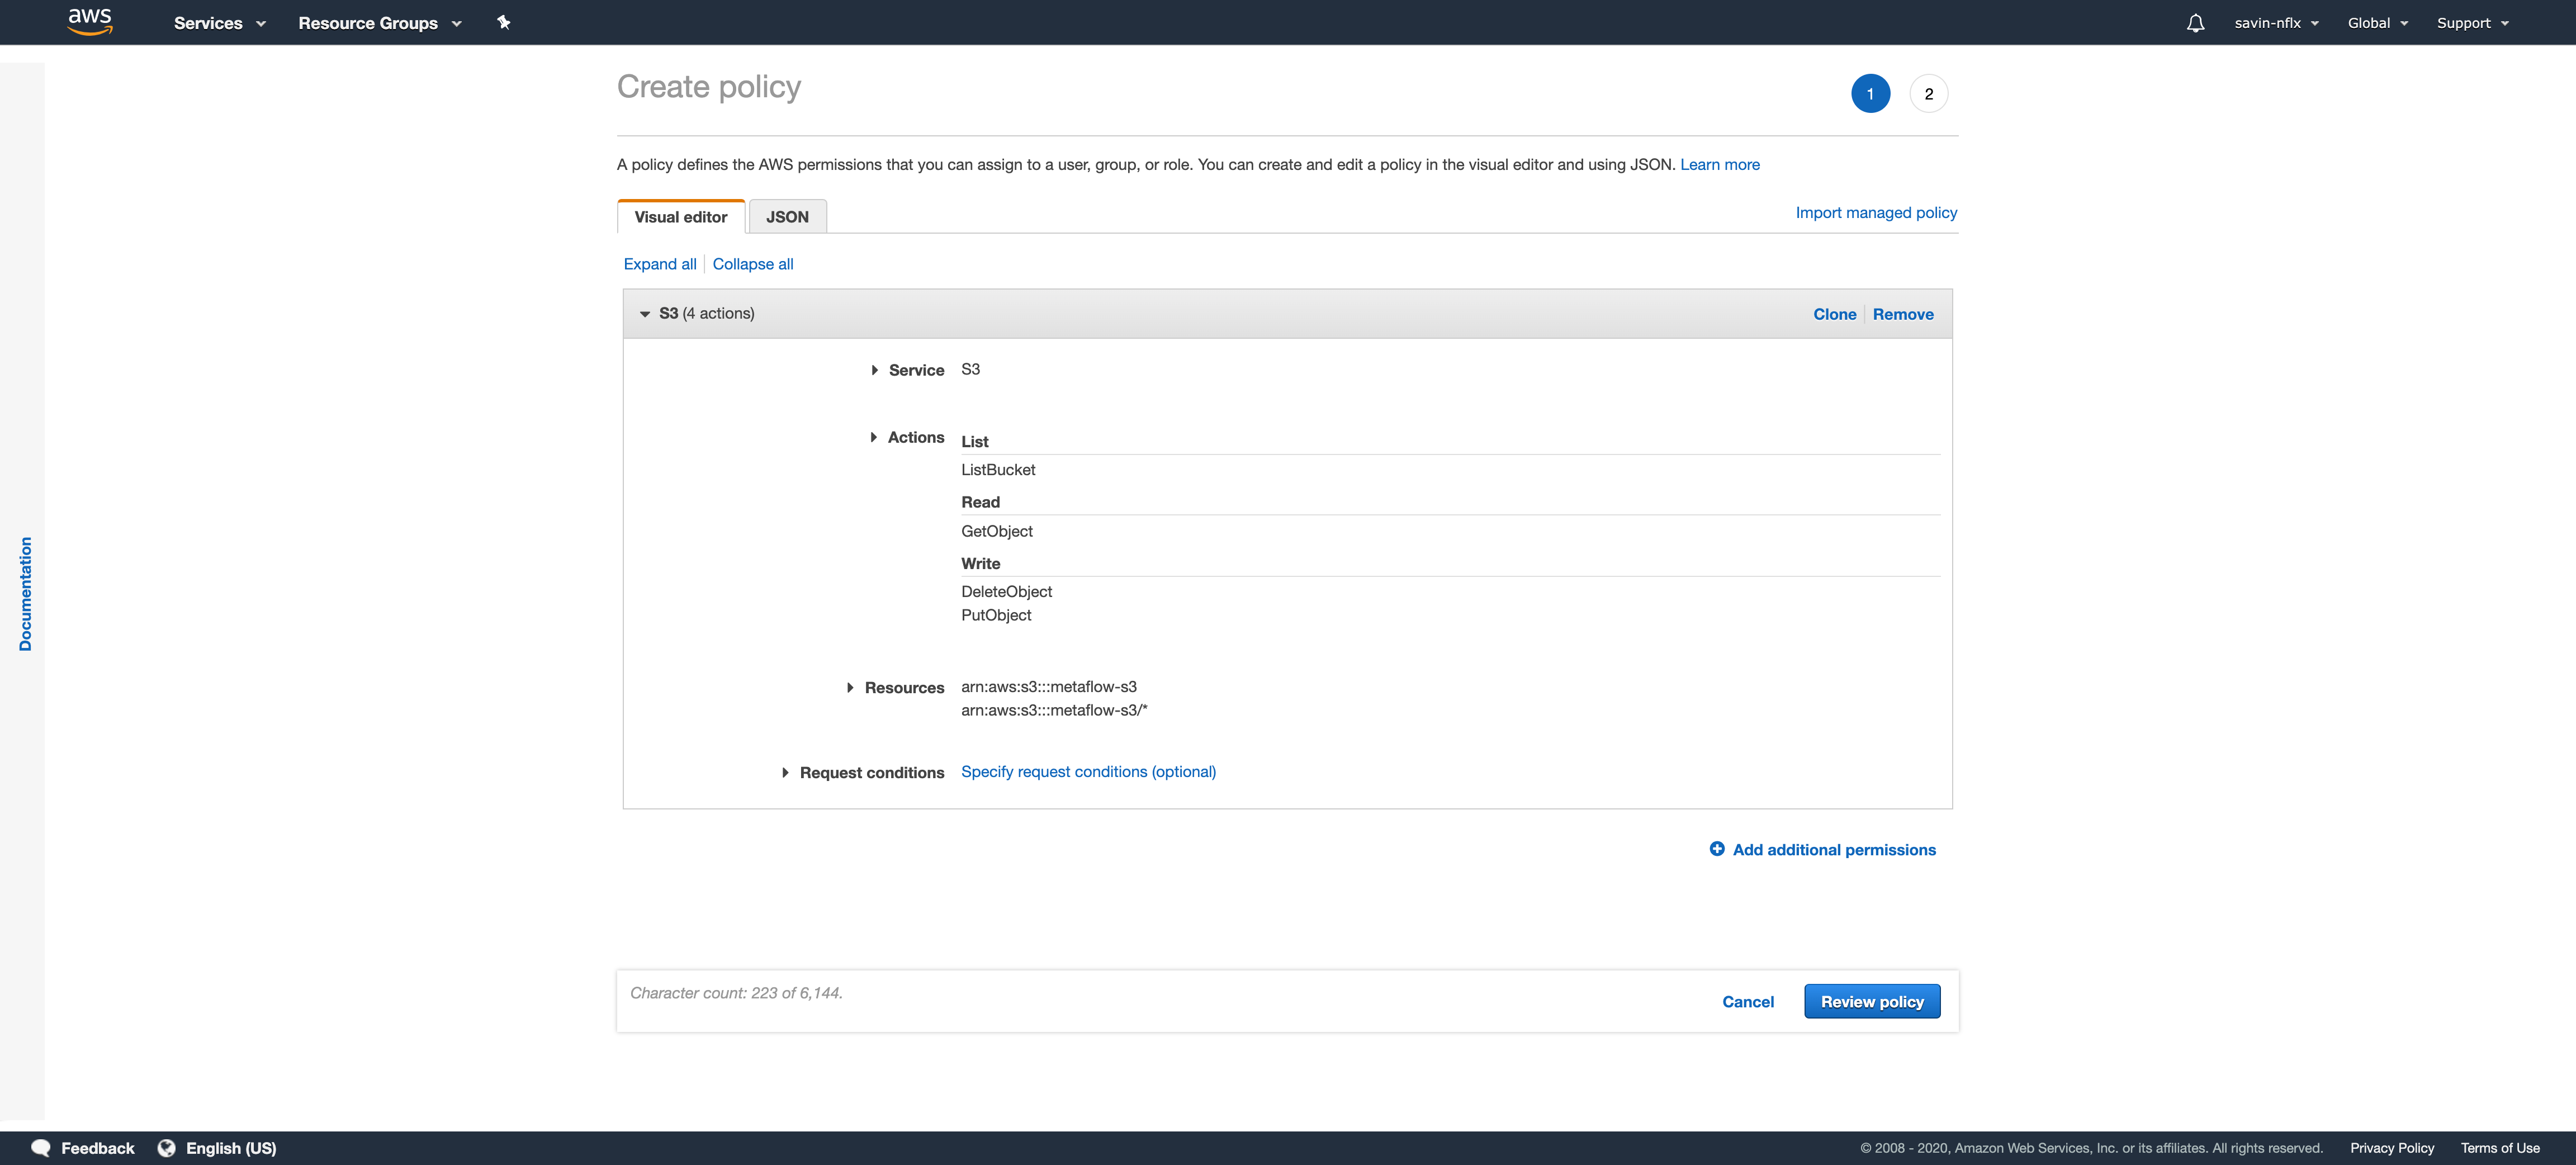 aws Services Resource Groups savin-nflx Global Support
Create policy 1 2
A policy defines the AWS permissions that you can assign to a user, group, or role. You can create and edit a policy in the visual editor and using JSON. Learn more
Visual editor JSON Import managed policy
Expand all Collapse all
S3 (4 actions) Clone Remove
Service S3
Actions List
ListBucket
Read
GetObject
Write
DeleteObject
PutObject
Resources arn:aws:s3:::metaflow-s3
arn:aws:s3:::metaflow-s3/*
Request conditions Specify request conditions (optional)
Add additional permissions
Documentation
Character count: 223 of 6,144.
Cancel Review policy
Feedback English (US) © 2008 - 2020, Amazon Web Services, Inc. or its affiliates. All rights reserved. Privacy Policy Terms of Use